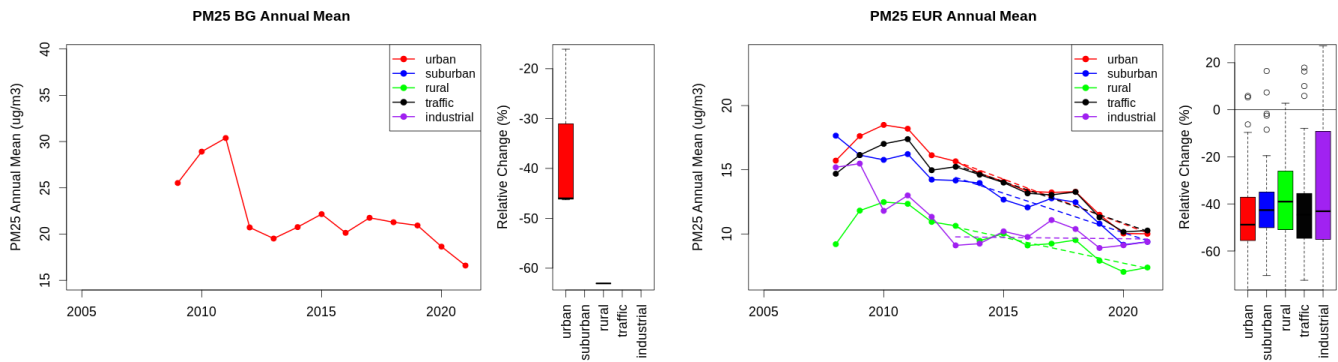 PM25 BG Annual Mean
PM25 Annual Mean (ug/m3)
40
35
30
25
20
15
2005
2010
2015
2020
urban
suburban
rural
traffic
industrial
Relative Change (%)
-20
-30
-40
-50
-60
urban
suburban
rural
traffic
industrial
PM25 EUR Annual Mean
PM25 Annual Mean (ug/m3)
20
15
10
2005
2010
2015
2020
urban
suburban
rural
traffic
industrial
Relative Change (%)
20
0
-20
-40
-60
urban
suburban
rural
traffic
industrial